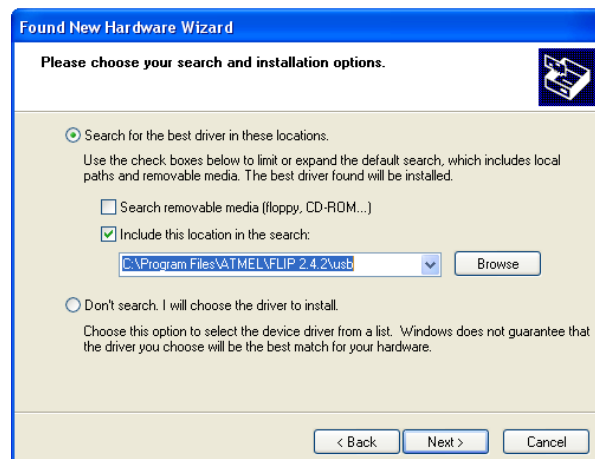 Found New Hardware Wizard
Please choose your search and installation options.
Search for the best driver in these locations.
Use the check boxes below to limit or expand the default search, which includes local
paths and removable media. The best driver found will be installed.
Search removable media (floppy, CD-ROM...)
Include this location in the search:
C:\Program Files\ATMEL\FLIP 2.4.2\usb
Browse
Don't search. I will choose the driver to install.
Choose this option to select the device driver from a list. Windows does not guarantee that
the driver you choose will be the best match for your hardware.
< Back
Next >
Cancel